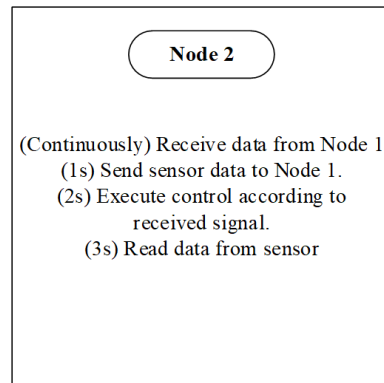 Node 2
(Continuously) Receive data from Node 1
(1s) Send sensor data to Node 1.
(2s) Execute control according to
received signal.
(3s) Read data from sensor